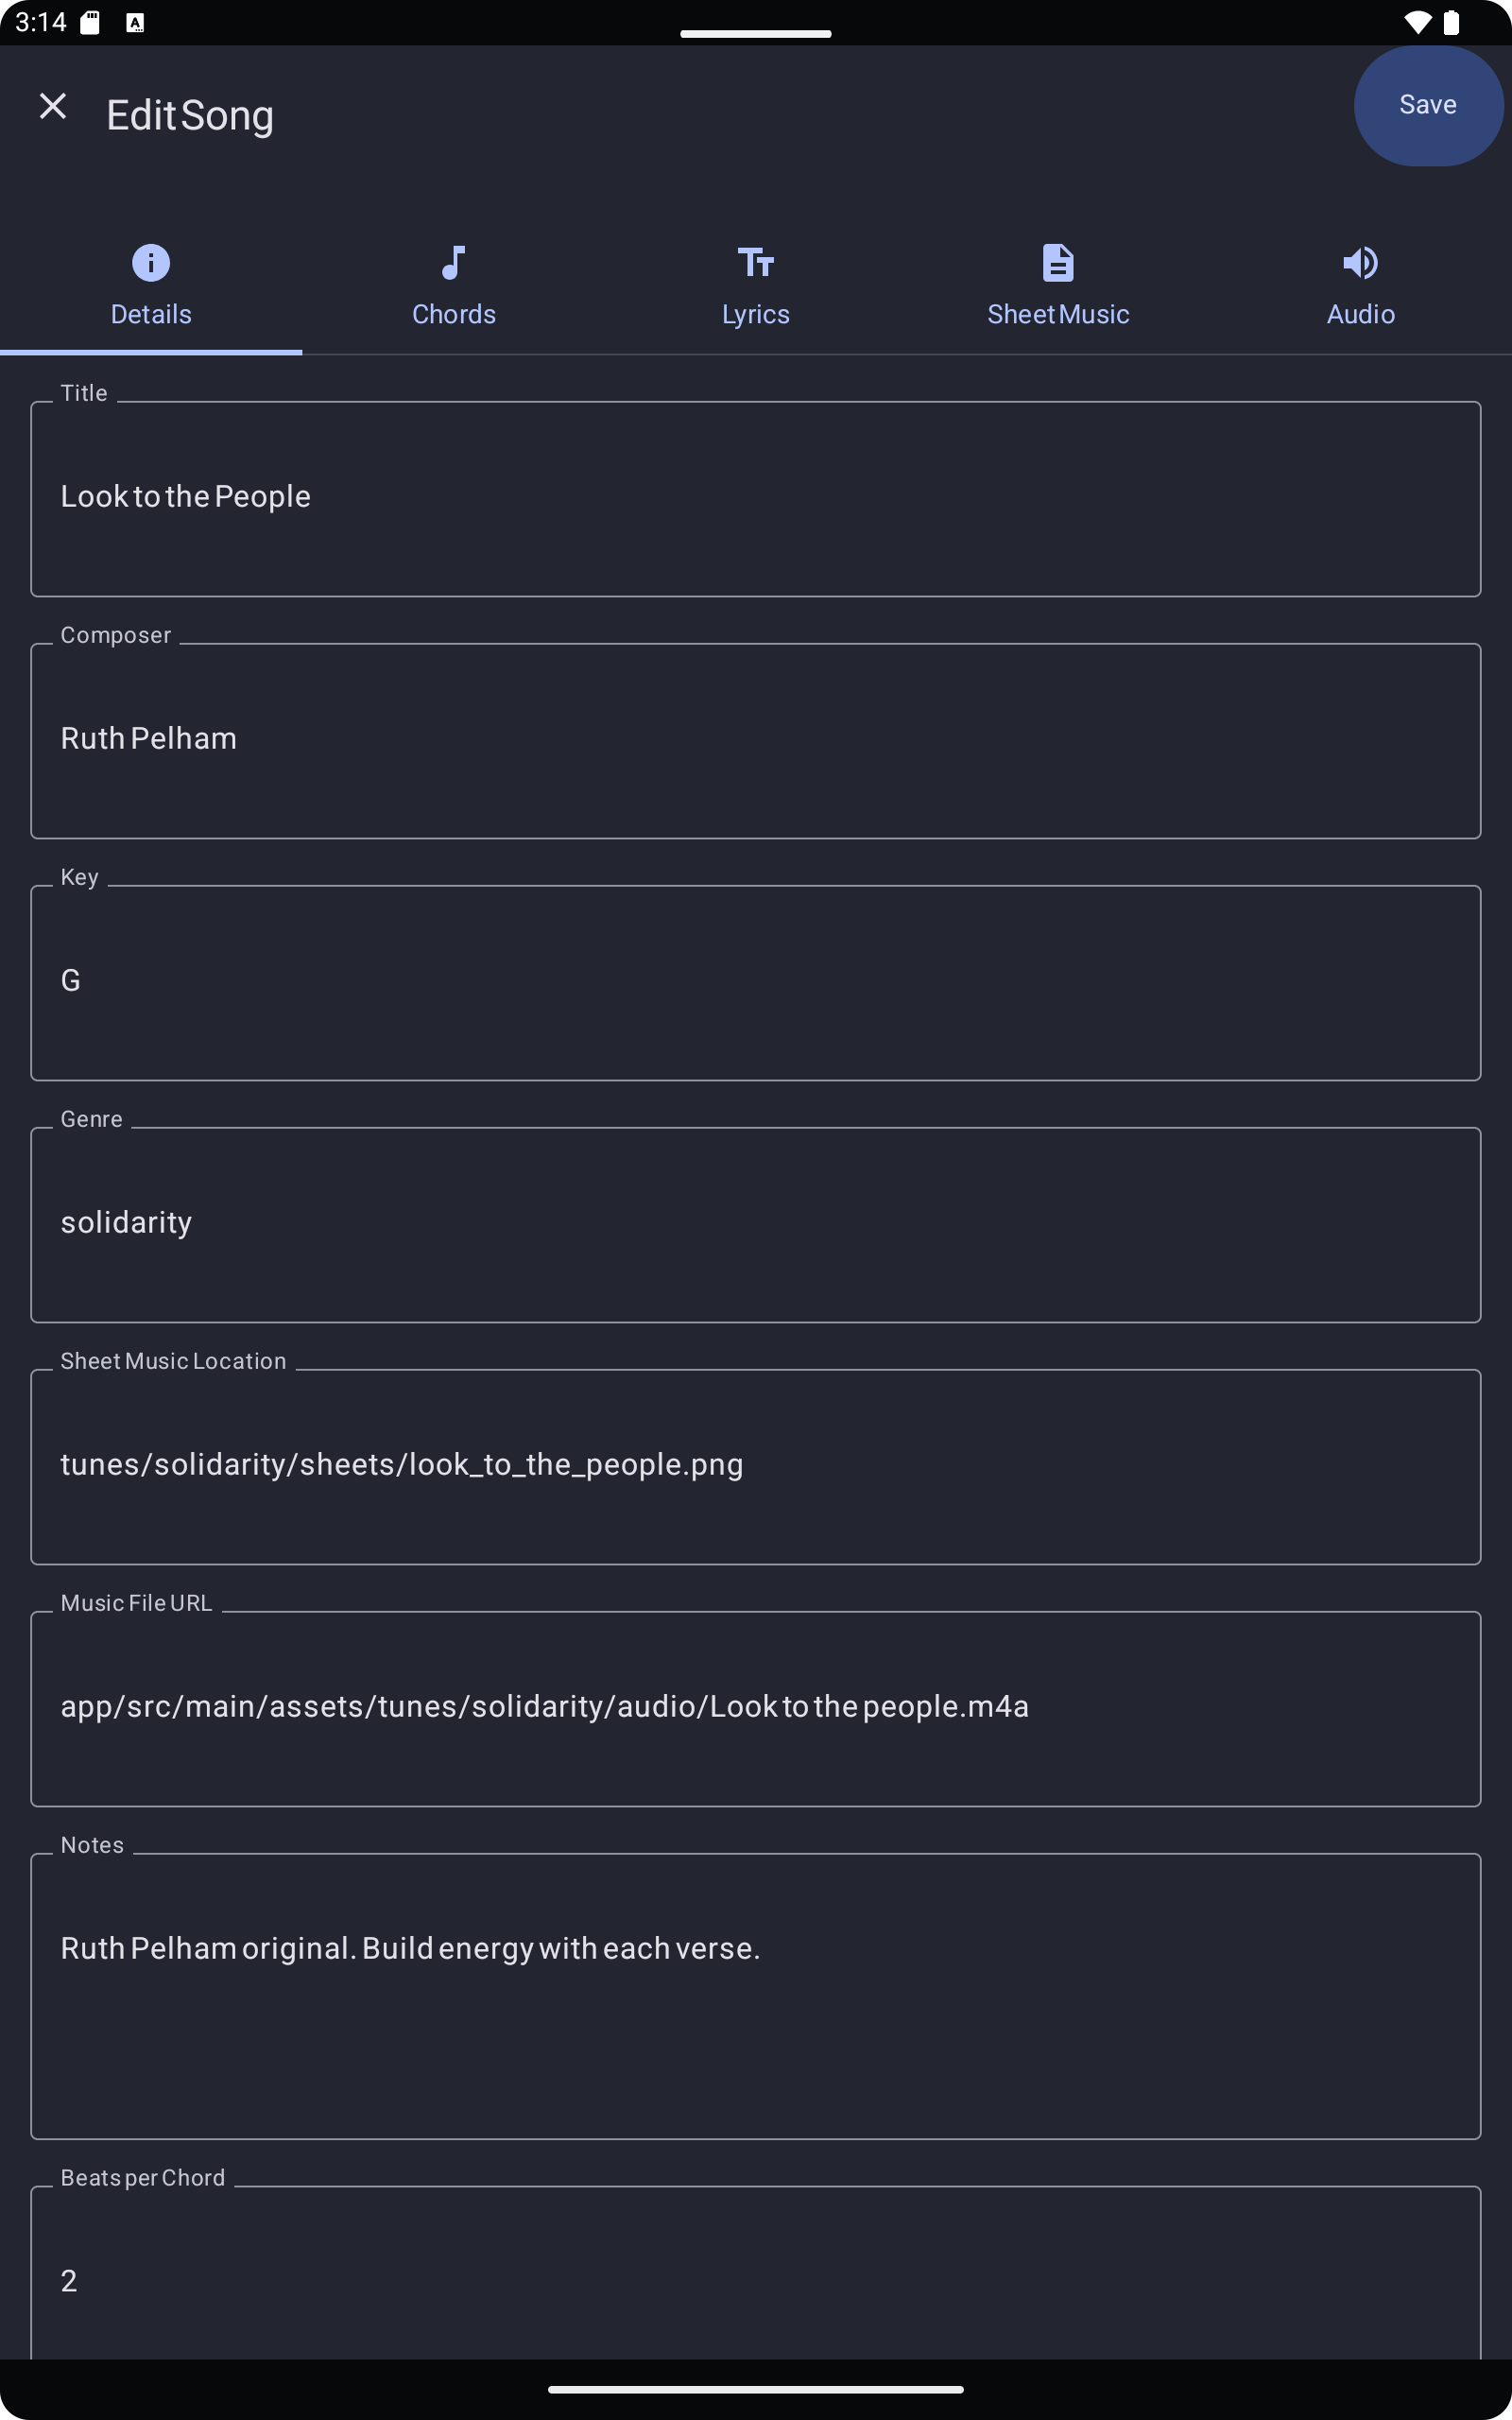 3:14
Edit Song
Save
Details
Chords
Lyrics
Sheet Music
Audio
Title
Look to the People
Composer
Ruth Pelham
Key
G
Genre
solidarity
Sheet Music Location
tunes/solidarity/sheets/look_to_the_people.png
Music File URL
app/src/main/assets/tunes/solidarity/audio/Look to the people.m4a
Notes
Ruth Pelham original. Build energy with each verse.
Beats per Chord
2